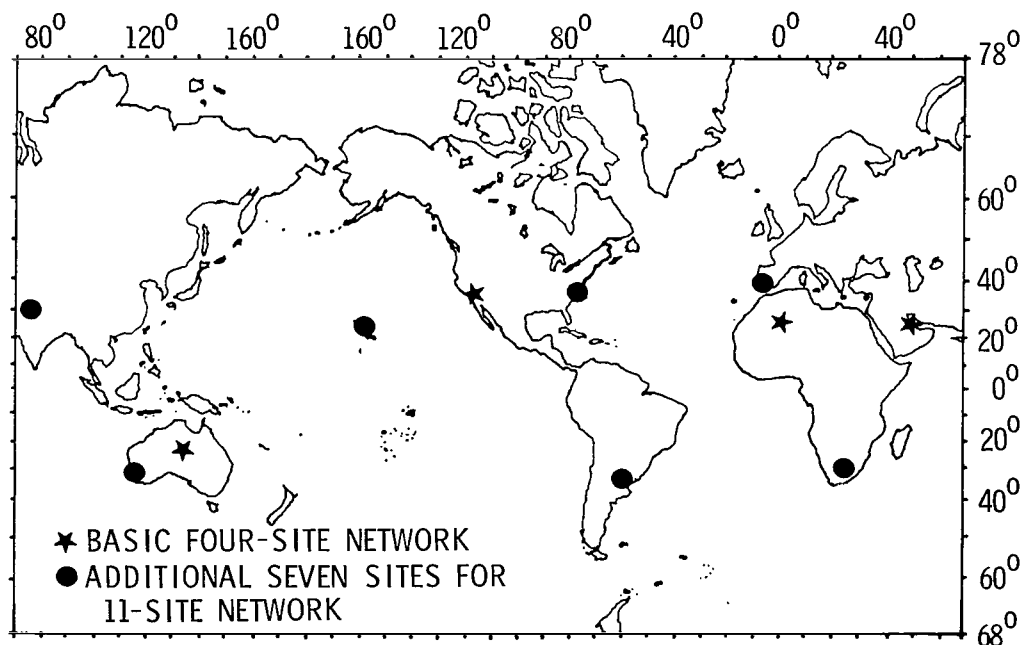 80⁰ 120⁰ 160⁰ 160⁰ 120⁰ 80⁰ 40⁰ 0⁰ 40⁰
78⁰
60⁰
40⁰
20⁰
0⁰
20⁰
40⁰
60⁰
68⁰
★ BASIC FOUR-SITE NETWORK
● ADDITIONAL SEVEN SITES FOR
11-SITE NETWORK